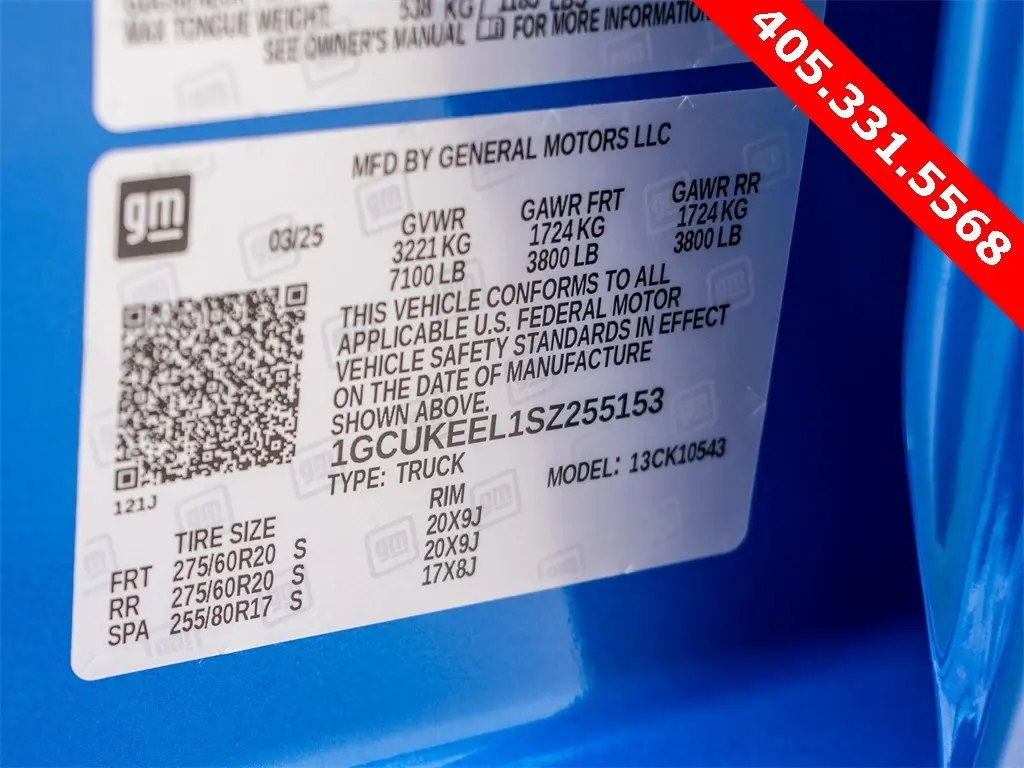 MAX TONGUE WEIGHT: 538 KG / 1185 LBS
SEE OWNER'S MANUAL FOR MORE INFORMATION
405.331.5568
MFD BY GENERAL MOTORS LLC
gm
03/25
GVWR GAWR FRT GAWR RR
3221 KG 1724 KG 1724 KG
7100 LB 3800 LB 3800 LB
THIS VEHICLE CONFORMS TO ALL
APPLICABLE U.S. FEDERAL MOTOR
VEHICLE SAFETY STANDARDS IN EFFECT
ON THE DATE OF MANUFACTURE
SHOWN ABOVE.
1GCUKEEL1SZ255153
TYPE: TRUCK MODEL: 13CK10543
121J
TIRE SIZE RIM
FRT 275/60R20 S 20X9J
RR 275/60R20 S 20X9J
SPA 255/80R17 S 17X8J